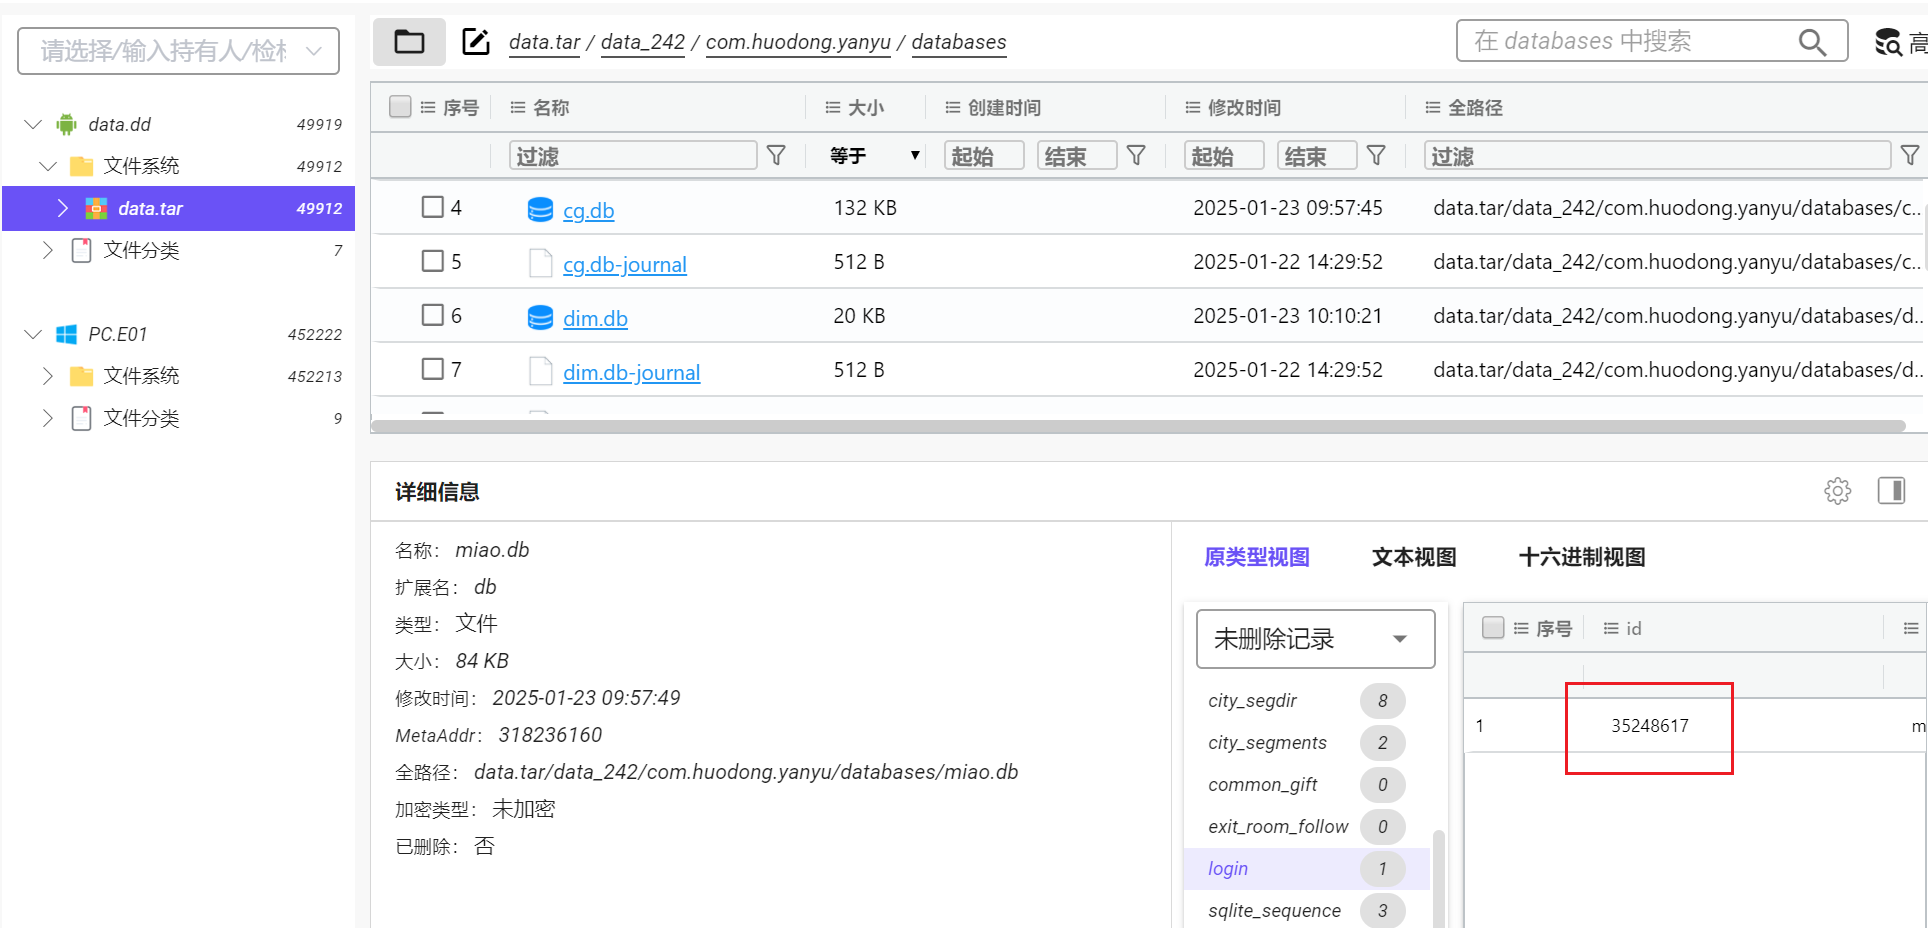 请选择/输入持有人/检
data.dd 49919
文件系统 49912
data.tar 49912
文件分类 7
PC.E01 452222
文件系统 452213
文件分类 9
data.tar / data_242 / com.huodong.yanyu / databases
在 databases 中搜索
高
序号 名称 大小 创建时间 修改时间 全路径
过滤 等于 起始 结束 起始 结束 过滤
4 cg.db 132 KB 2025-01-23 09:57:45 data.tar/data_242/com.huodong.yanyu/databases/c..
5 cg.db-journal 512 B 2025-01-22 14:29:52 data.tar/data_242/com.huodong.yanyu/databases/c..
6 dim.db 20 KB 2025-01-23 10:10:21 data.tar/data_242/com.huodong.yanyu/databases/d..
7 dim.db-journal 512 B 2025-01-22 14:29:52 data.tar/data_242/com.huodong.yanyu/databases/d..
详细信息
名称： miao.db
扩展名： db
类型： 文件
大小： 84 KB
修改时间： 2025-01-23 09:57:49
MetaAddr： 318236160
全路径： data.tar/data_242/com.huodong.yanyu/databases/miao.db
加密类型： 未加密
已删除： 否
原类型视图 文本视图 十六进制视图
未删除记录
city_segdir 8
city_segments 2
common_gift 0
exit_room_follow 0
login 1
sqlite_sequence 3
序号 id
1 35248617 m